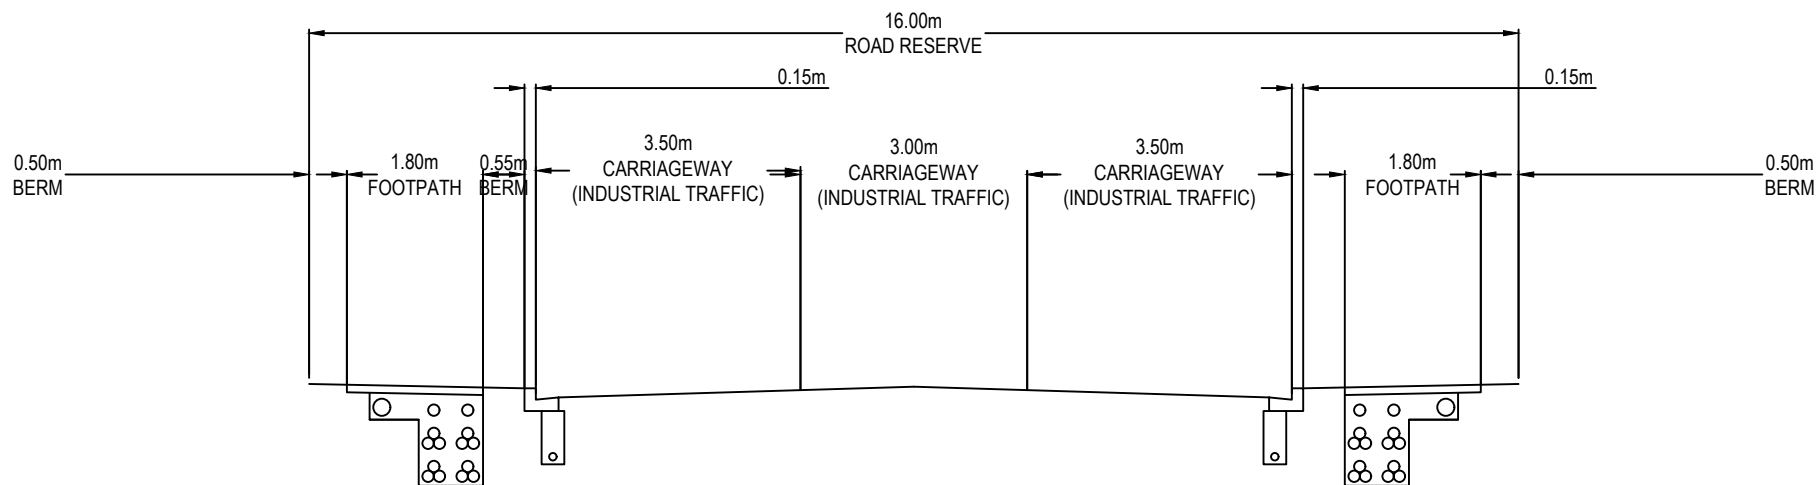 16.00m
ROAD RESERVE
0.15m
0.15m
0.50m
BERM
1.80m
FOOTPATH
0.55m
BERM
3.50m
CARRIAGEWAY
(INDUSTRIAL TRAFFIC)
3.00m
CARRIAGEWAY
(INDUSTRIAL TRAFFIC)
3.50m
CARRIAGEWAY
(INDUSTRIAL TRAFFIC)
1.80m
FOOTPATH
0.50m
BERM